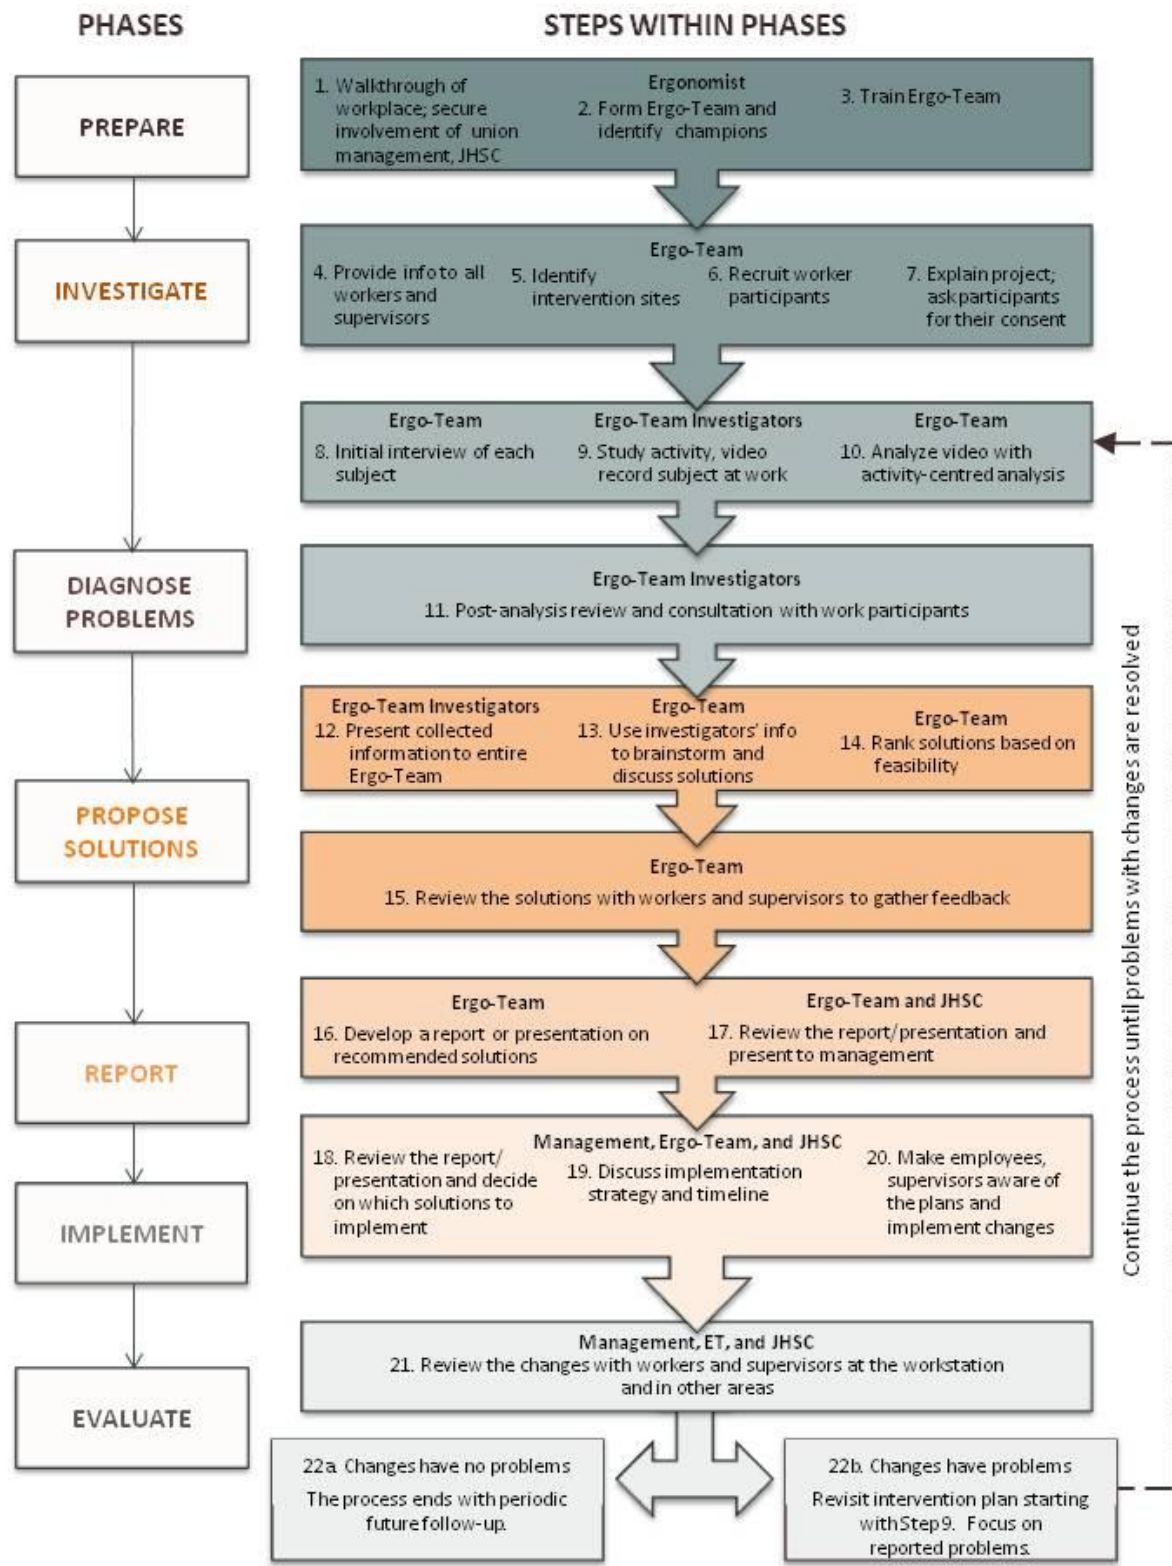 PHASES
STEPS WITHIN PHASES
PREPARE
Ergonomist
1. Walkthrough of
workplace; secure
involvement of union
management, JHSC
2. Form Ergo-Team and
identify champions
3. Train Ergo-Team
INVESTIGATE
Ergo-Team
4. Provide info to all
workers and
supervisors
5. Identify
intervention sites
6. Recruit worker
participants
7. Explain project;
ask participants
for their consent
Ergo-Team
8. Initial interview of each
subject
Ergo-Team Investigators
9. Study activity, video
record subject at work
Ergo-Team
10. Analyze video with
activity-centred analysis
DIAGNOSE
PROBLEMS
Ergo-Team Investigators
11. Post-analysis review and consultation with work participants
Ergo-Team Investigators
12. Present collected
information to entire
Ergo-Team
Ergo-Team
13. Use investigators' info
to brainstorm and
discuss solutions
Ergo-Team
14. Rank solutions based on
feasibility
PROPOSE
SOLUTIONS
Ergo-Team
15. Review the solutions with workers and supervisors to gather feedback
REPORT
Ergo-Team
16. Develop a report or presentation on
recommended solutions
Ergo-Team and JHSC
17. Review the report/presentation and
present to management
IMPLEMENT
Management, Ergo-Team, and JHSC
18. Review the report/
presentation and decide
on which solutions to
implement
19. Discuss implementation
strategy and timeline
20. Make employees,
supervisors aware of
the plans and
implement changes
EVALUATE
Management, ET, and JHSC
21. Review the changes with workers and supervisors at the workstation
and in other areas
22a. Changes have no problems
The process ends with periodic
future follow-up.
22b. Changes have problems
Revisit intervention plan starting
with Step 9. Focus on
reported problems.
Continue the process until problems with changes are resolved